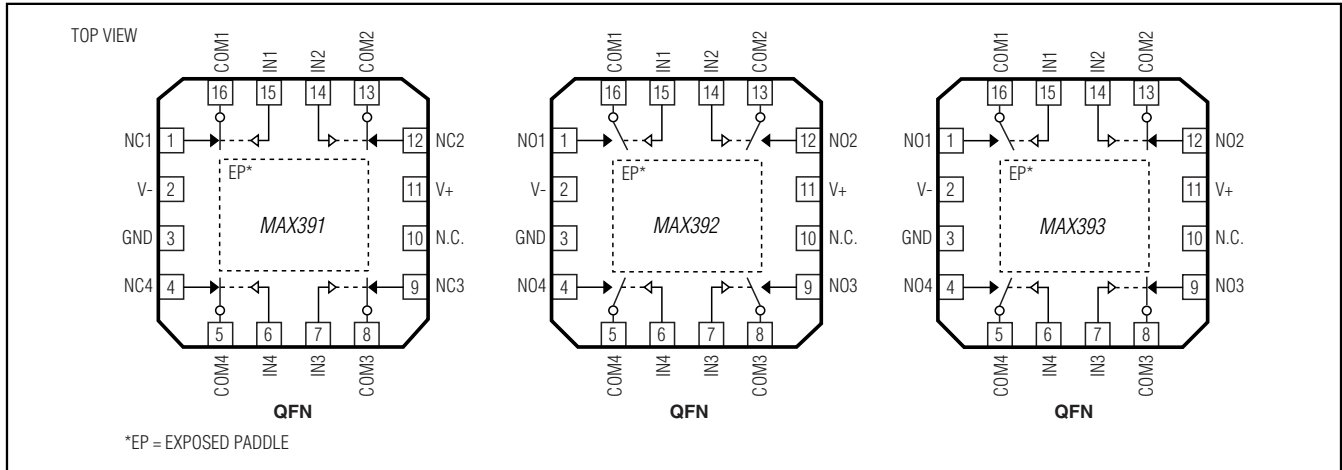 TOP VIEW
COM1 IN1 IN2 COM2
16 15 14 13
NC1 1 12 NC2
EP*
V- 2 11 V+
MAX391
GND 3 10 N.C.
NC4 4 9 NC3
5 6 7 8
COM4 IN4 IN3 COM3
QFN
COM1 IN1 IN2 COM2
16 15 14 13
NO1 1 12 NO2
EP*
V- 2 11 V+
MAX392
GND 3 10 N.C.
NO4 4 9 NO3
5 6 7 8
COM4 IN4 IN3 COM3
QFN
COM1 IN1 IN2 COM2
16 15 14 13
NO1 1 12 NO2
EP*
V- 2 11 V+
MAX393
GND 3 10 N.C.
NO4 4 9 NO3
5 6 7 8
COM4 IN4 IN3 COM3
QFN
*EP = EXPOSED PADDLE